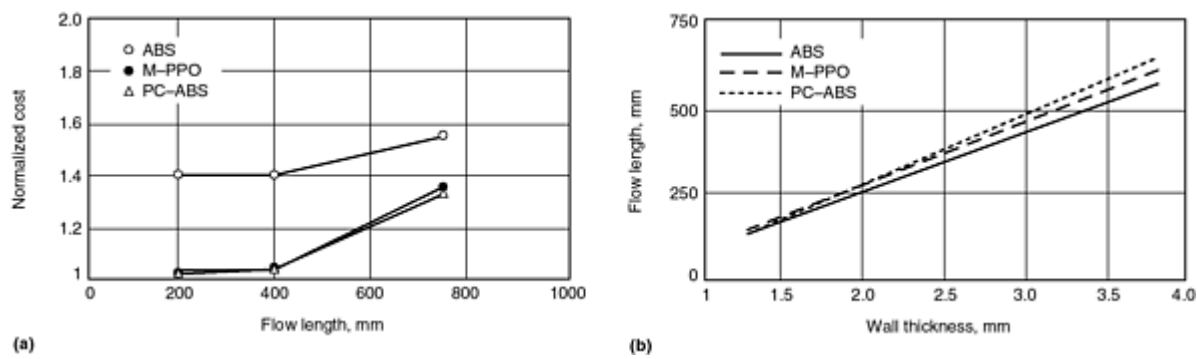 2.0
1.8
1.6
1.4
1.2
1
Normalized cost
ABS
M–PPO
PC–ABS
0
200
400
600
800
1000
Flow length, mm
(a)
750
500
250
0
Flow length, mm
ABS
M–PPO
PC–ABS
1
1.5
2.0
2.5
3.0
3.5
4.0
Wall thickness, mm
(b)